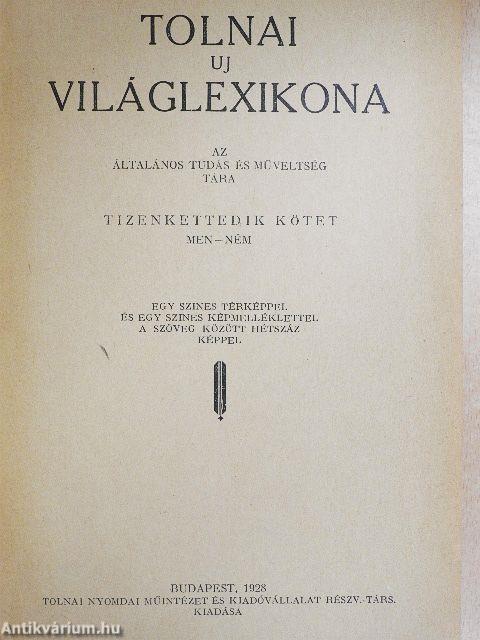 TOLNAI
UJ
VILÁGLEXIKONA
AZ
ÁLTALÁNOS TUDÁS ÉS MŰVELTSÉG
TÁRA
TIZENKETTEDIK KÖTET
MEN—NÉM
EGY SZINES TÉRKÉPPEL
ÉS EGY SZINES KÉPMELLÉKLETTEL
A SZÖVEG KÖZÖTT HÉTSZÁZ
KÉPPEL
BUDAPEST, 1928
TOLNAI NYOMDAI MŰINTÉZET ÉS KIADÓVÁLLALAT RÉSZV.-TÁRS.
KIADÁSA
Antikvárium.hu